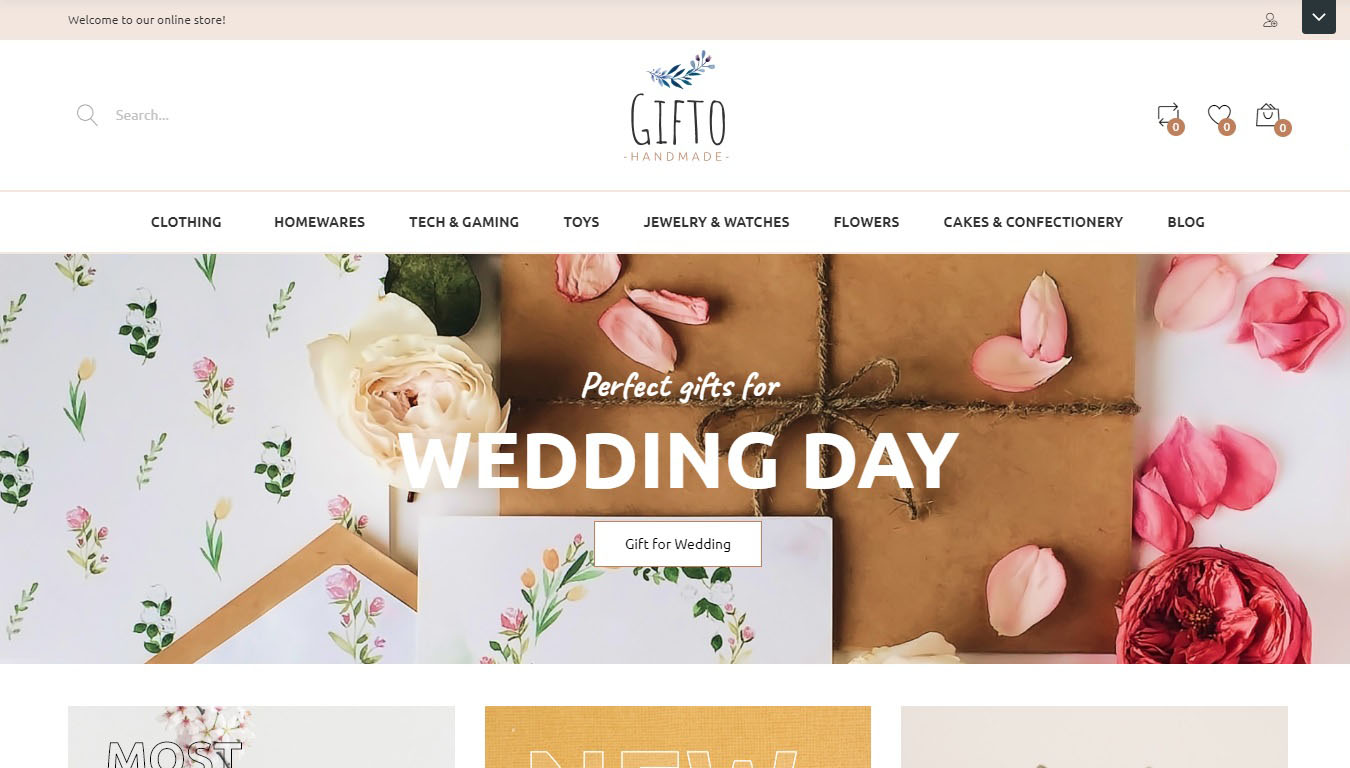 Welcome to our online store!
Search...
GIFTO
-HANDMADE-
0
0
0
CLOTHING HOMEWARES TECH & GAMING TOYS JEWELRY & WATCHES FLOWERS CAKES & CONFECTIONERY BLOG
Perfect gifts for
WEDDING DAY
Gift for Wedding
MOST
NEW